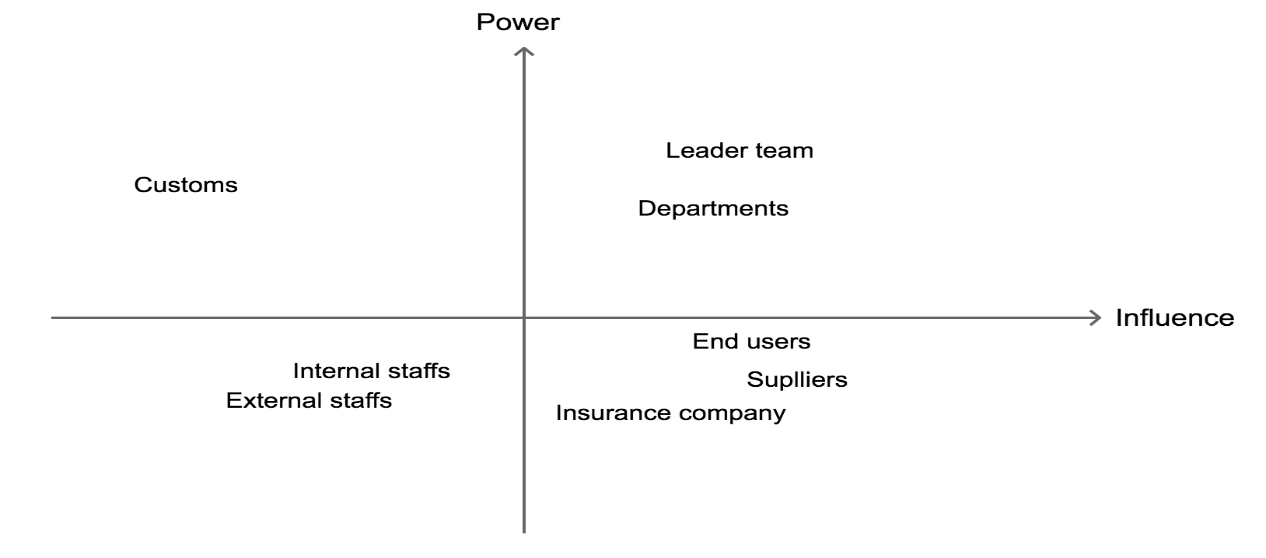 Power
Leader team
Customs
Departments
Influence
End users
Internal staffs
Suplliers
External staffs
Insurance company